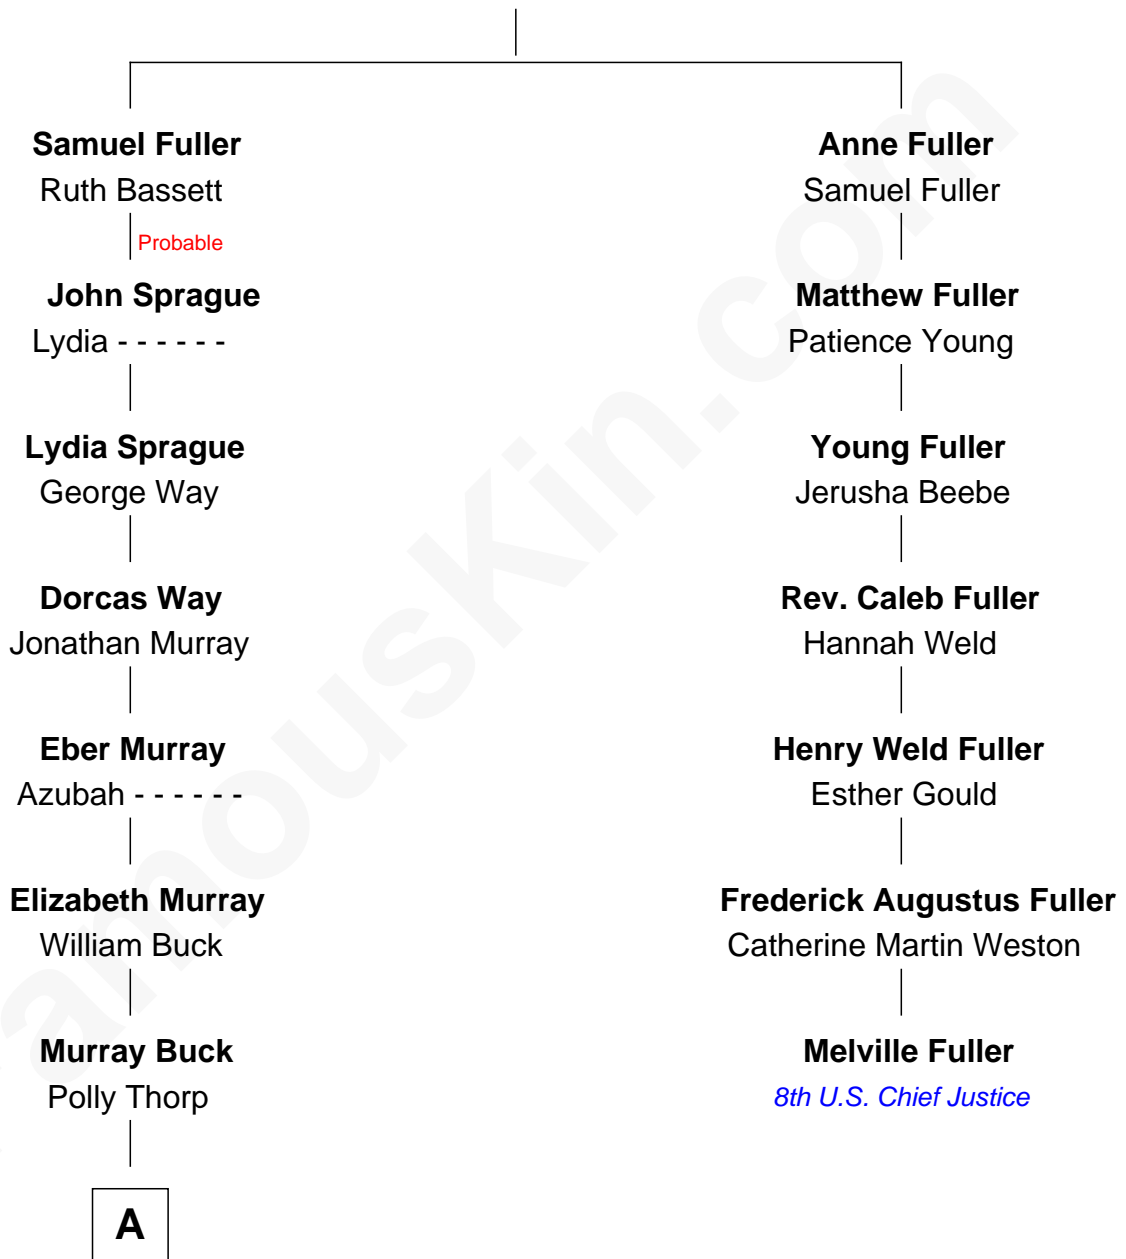 Samuel Fuller
Ruth Bassett
Probable
John Sprague
Lydia - - - - - -
Lydia Sprague
George Way
Dorcas Way
Jonathan Murray
Eber Murray
Azubah - - - - - -
Elizabeth Murray
William Buck
Murray Buck
Polly Thorp
A
Anne Fuller
Samuel Fuller
Matthew Fuller
Patience Young
Young Fuller
Jerusha Beebe
Rev. Caleb Fuller
Hannah Weld
Henry Weld Fuller
Esther Gould
Frederick Augustus Fuller
Catherine Martin Weston
Melville Fuller
8th U.S. Chief Justice
amouskin.com